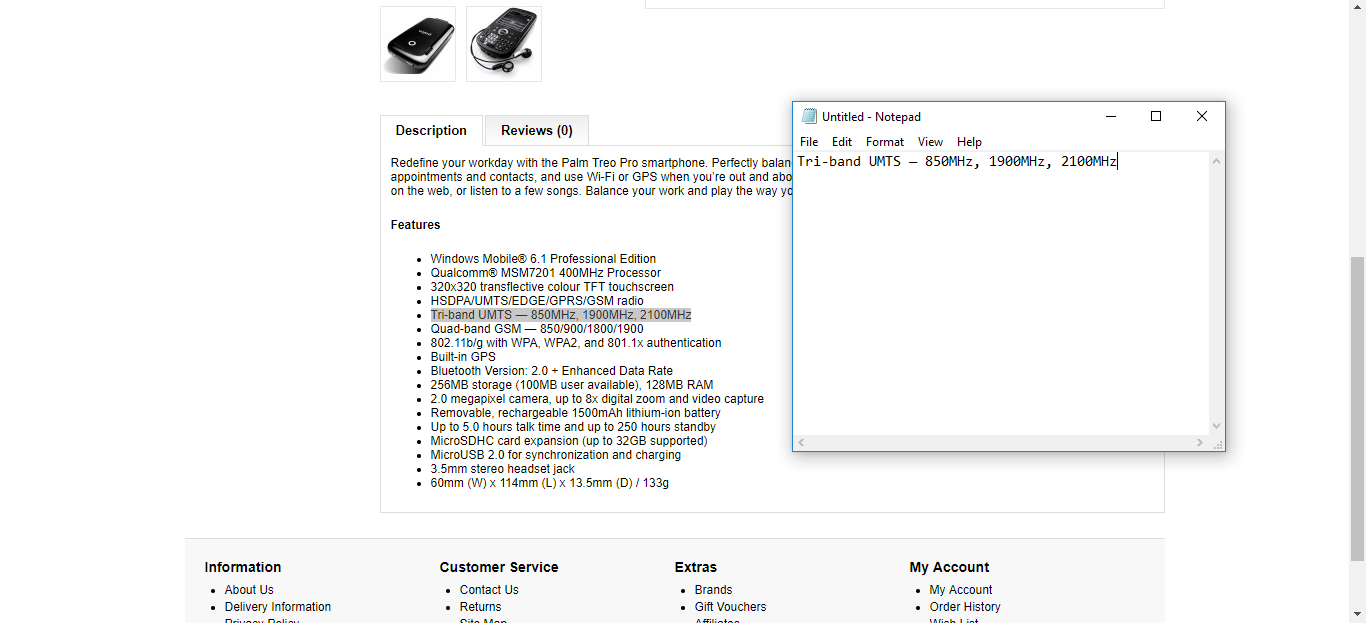 Description
Reviews (0)
Redefine your workday with the Palm Treo Pro smartphone. Perfectly balan
appointments and contacts, and use Wi-Fi or GPS when you're out and abo
on the web, or listen to a few songs. Balance your work and play the way yo
Features
Windows Mobile® 6.1 Professional Edition
Qualcomm® MSM7201 400MHz Processor
320x320 transflective colour TFT touchscreen
HSDPA/UMTS/EDGE/GPRS/GSM radio
Tri-band UMTS — 850MHz, 1900MHz, 2100MHz
Quad-band GSM — 850/900/1800/1900
802.11b/g with WPA, WPA2, and 801.1x authentication
Built-in GPS
Bluetooth Version: 2.0 + Enhanced Data Rate
256MB storage (100MB user available), 128MB RAM
2.0 megapixel camera, up to 8x digital zoom and video capture
Removable, rechargeable 1500mAh lithium-ion battery
Up to 5.0 hours talk time and up to 250 hours standby
MicroSDHC card expansion (up to 32GB supported)
MicroUSB 2.0 for synchronization and charging
3.5mm stereo headset jack
60mm (W) x 114mm (L) x 13.5mm (D) / 133g
Untitled - Notepad
File Edit Format View Help
Tri-band UMTS — 850MHz, 1900MHz, 2100MHz
Information
About Us
Delivery Information
Privacy Policy
Customer Service
Contact Us
Returns
Site Map
Extras
Brands
Gift Vouchers
Affiliates
My Account
My Account
Order History
Wish List